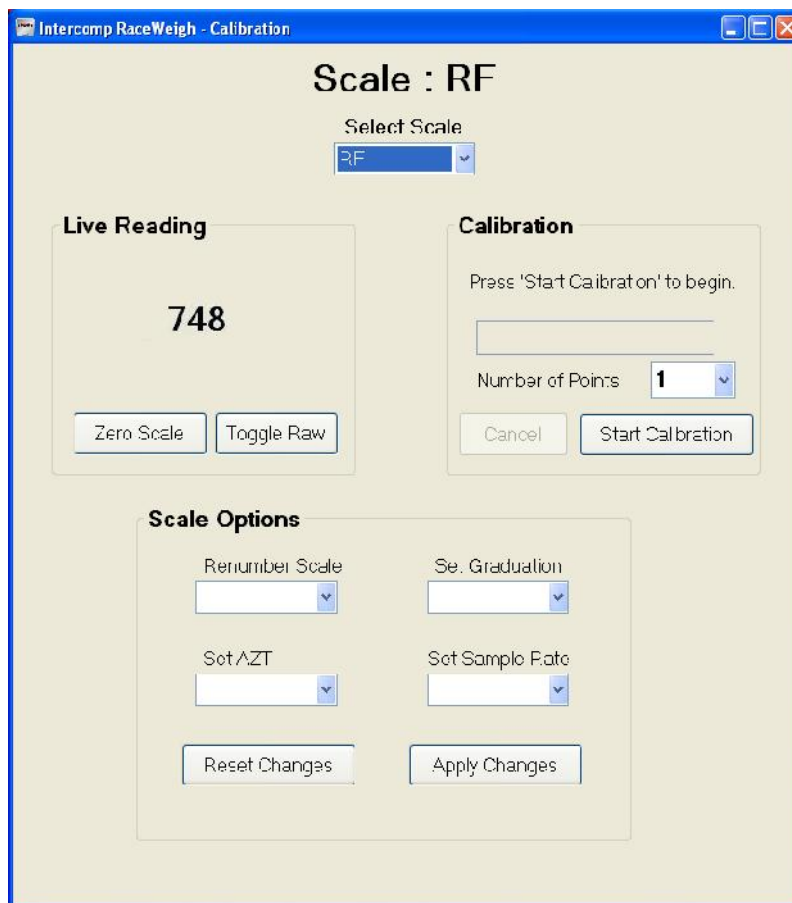 Intercomp RaceWeigh - Calibration
Scale : RF
Select Scale
RF
Live Reading
748
Zero Scale
Toggle Raw
Calibration
Press 'Start Calibration' to begin.
Number of Points
1
Cancel
Start Calibration
Scale Options
Renumber Scale
Set Graduation
Set AZT
Set Sample Rate
Reset Changes
Apply Changes